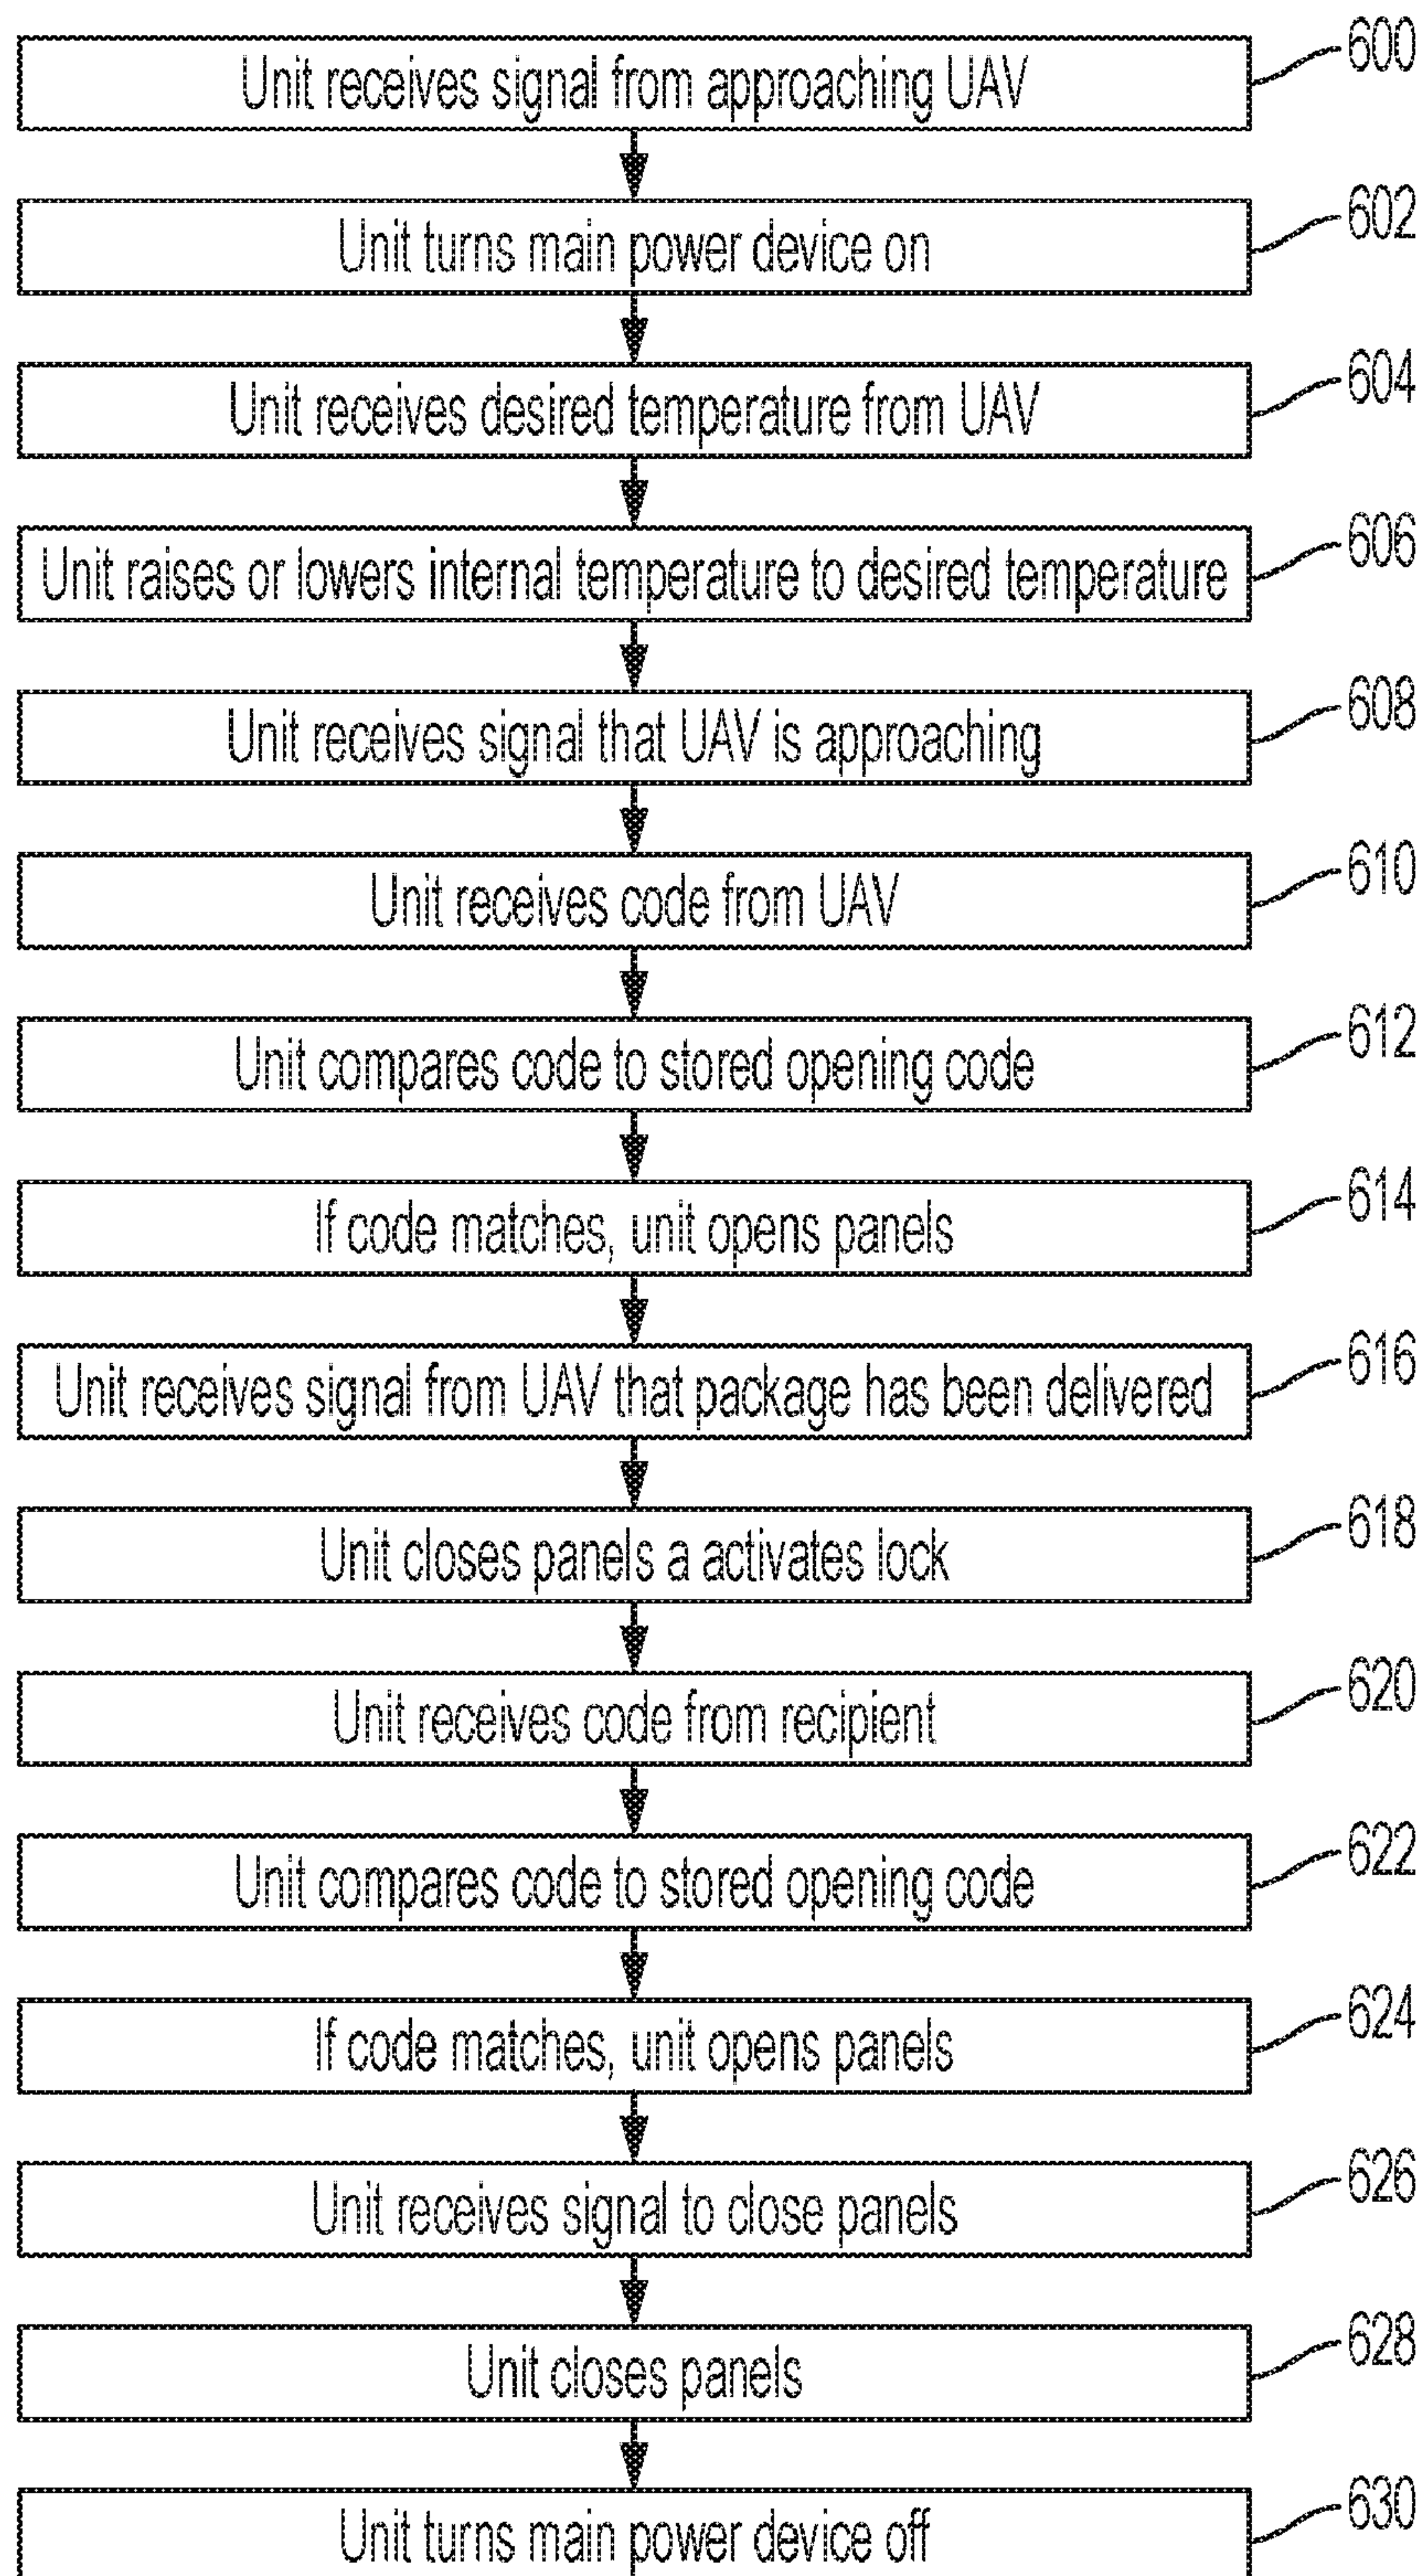 Unit receives signal from approaching UAV 600
Unit turns main power device on 602
Unit receives desired temperature from UAV 604
Unit raises or lowers internal temperature to desired temperature 606
Unit receives signal that UAV is approaching 608
Unit receives code from UAV 610
Unit compares code to stored opening code 612
If code matches, unit opens panels 614
Unit receives signal from UAV that package has been delivered 616
Unit closes panels a activates lock 618
Unit receives code from recipient 620
Unit compares code to stored opening code 622
If code matches, unit opens panels 624
Unit receives signal to close panels 626
Unit closes panels 628
Unit turns main power device off 630